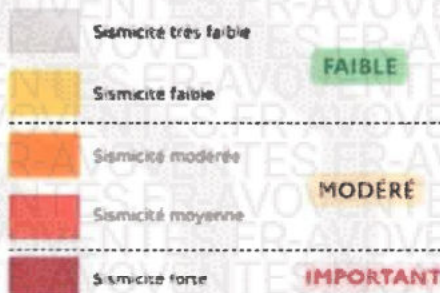 Sismicité très faible
FAIBLE
Sismicité faible
Sismicité modérée
MODÉRÉ
Sismicité moyenne
Sismicité forte
IMPORTANT